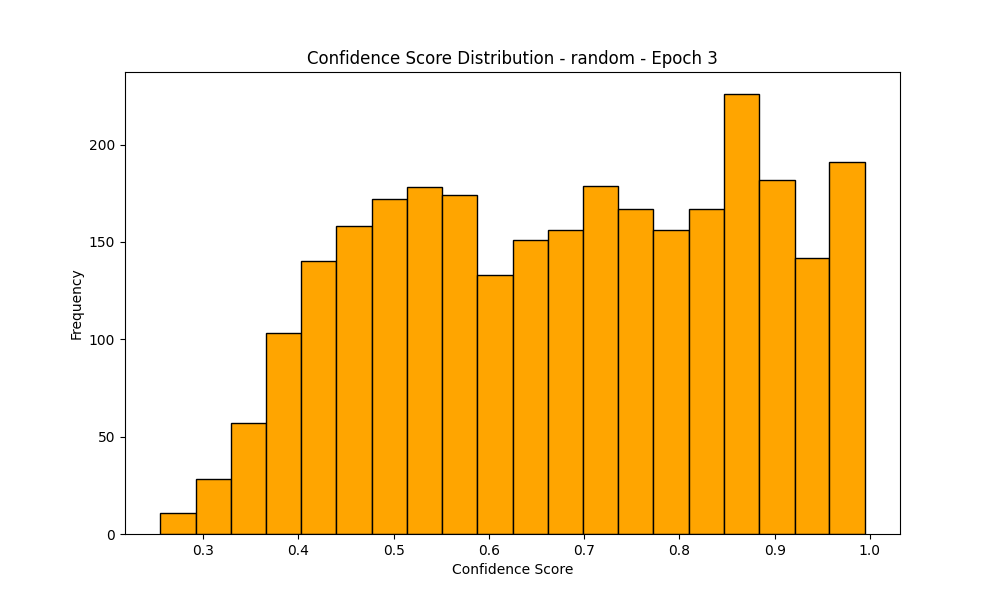 Confidence Score Distribution - random - Epoch 3
200
150
100
50
0
Frequency
0.3 0.4 0.5 0.6 0.7 0.8 0.9 1.0
Confidence Score